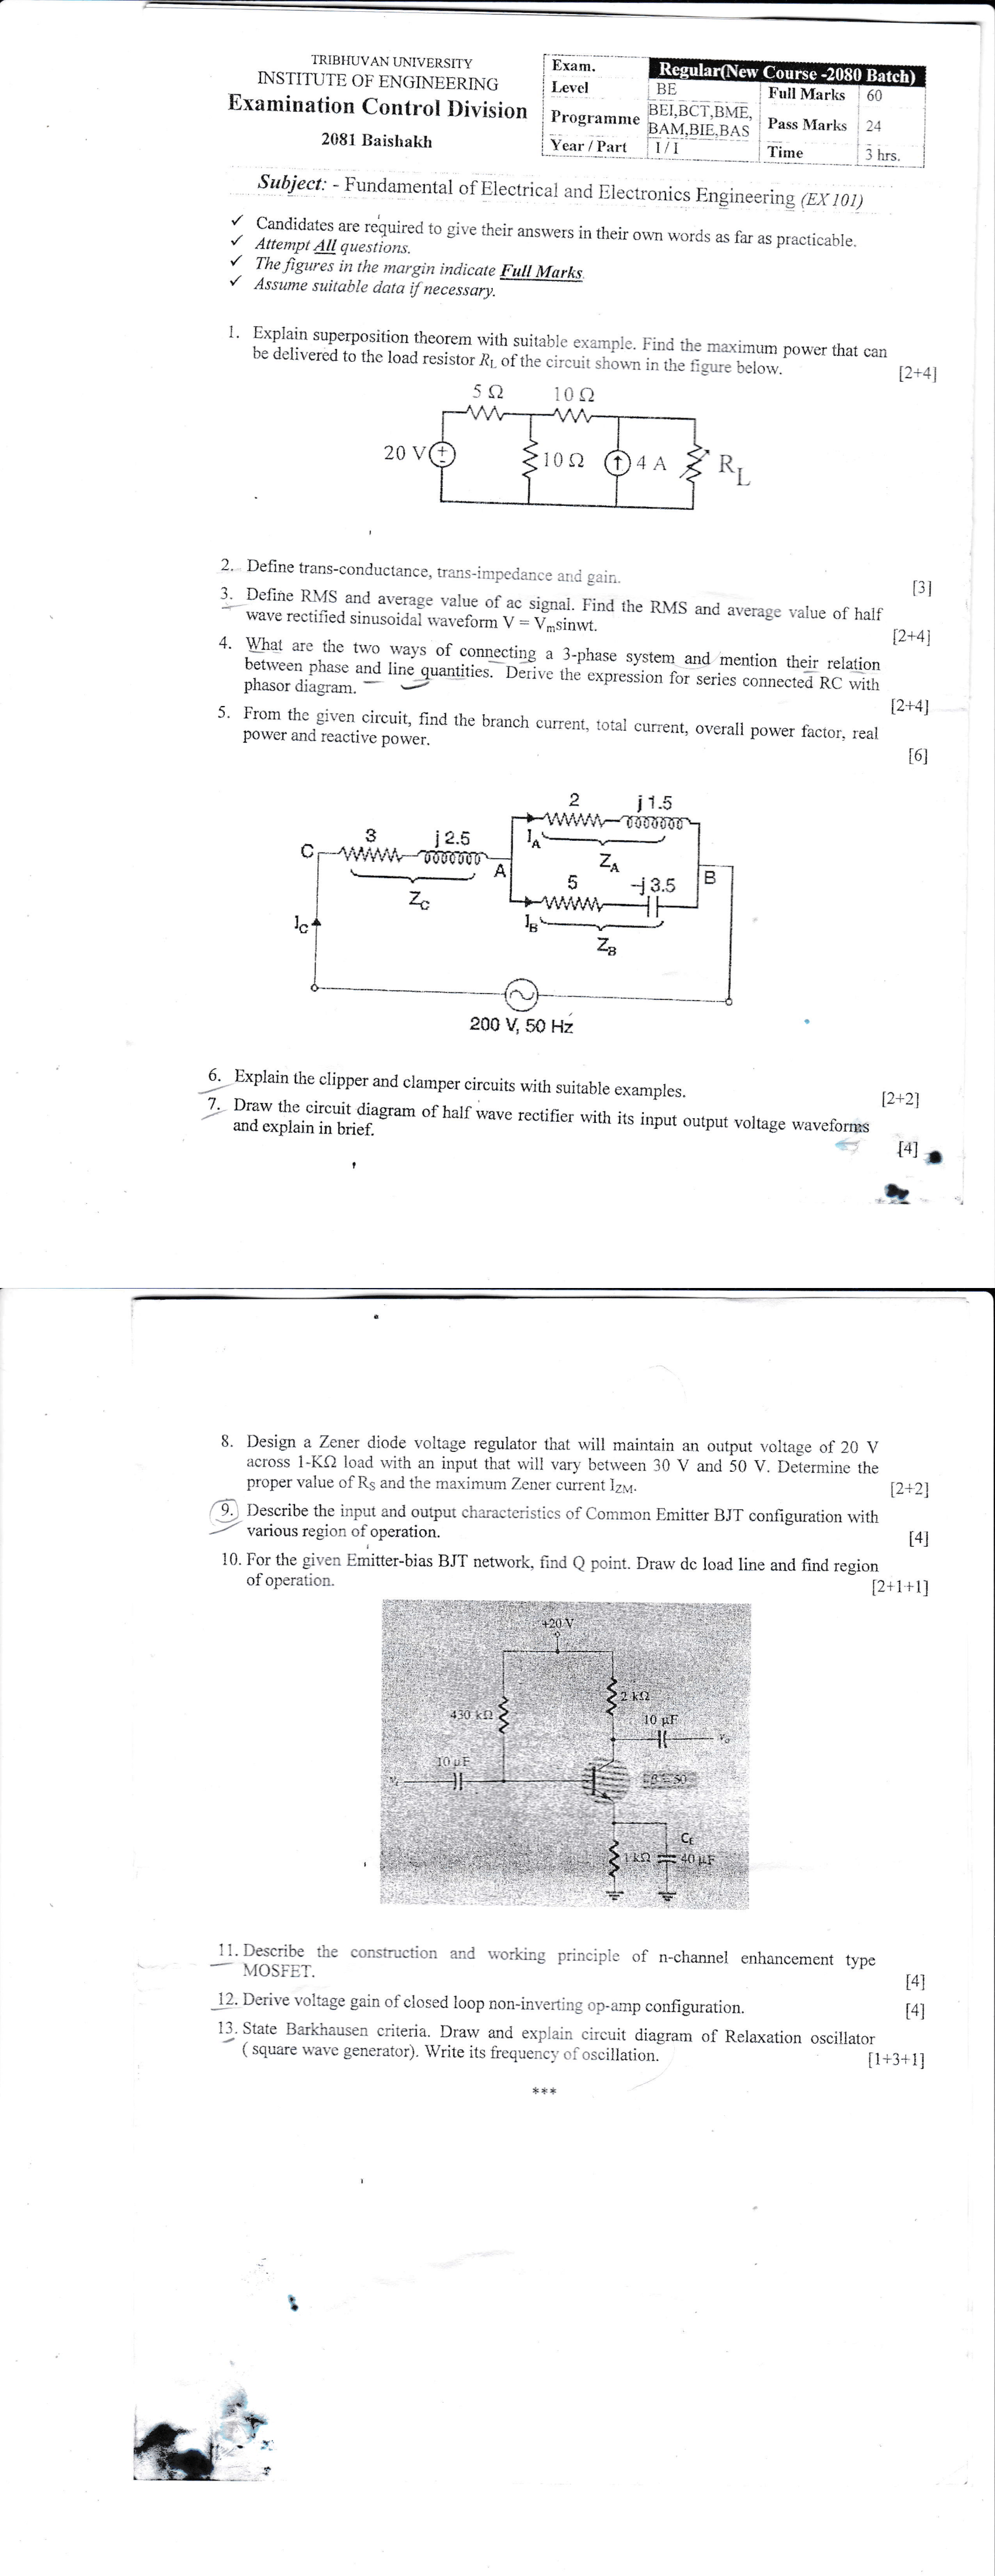 TRIBHUVAN UNIVERSITY
INSTITUTE OF ENGINEERING
Examination Control Division
2081 Baishakh
Exam. Regular(New Course -2080 Batch)
Level BE Full Marks 60
Programme BEI,BCT,BME, BAM,BIE,BAS Pass Marks 24
Year / Part I / I Time 3 hrs.
Subject: - Fundamental of Electrical and Electronics Engineering (EX 101)
✓ Candidates are required to give their answers in their own words as far as practicable.
✓ Attempt All questions.
✓ The figures in the margin indicate Full Marks.
✓ Assume suitable data if necessary.
1. Explain superposition theorem with suitable example. Find the maximum power that can
be delivered to the load resistor RL of the circuit shown in the figure below. [2+4]
5 Ω 10 Ω
20 V 10 Ω 4 A RL
2. Define trans-conductance, trans-impedance and gain. [3]
3. Define RMS and average value of ac signal. Find the RMS and average value of half
wave rectified sinusoidal waveform V = Vmsinwt. [2+4]
4. What are the two ways of connecting a 3-phase system and mention their relation
between phase and line quantities. Derive the expression for series connected RC with
phasor diagram. [2+4]
5. From the given circuit, find the branch current, total current, overall power factor, real
power and reactive power. [6]
2 j1.5
3 j2.5 IA
C ZA
A B
5 -j3.5
ZC
IC IB
ZB
200 V, 50 Hz
6. Explain the clipper and clamper circuits with suitable examples. [2+2]
7. Draw the circuit diagram of half wave rectifier with its input output voltage waveforms
and explain in brief. [4]
8. Design a Zener diode voltage regulator that will maintain an output voltage of 20 V
across 1-KΩ load with an input that will vary between 30 V and 50 V. Determine the
proper value of RS and the maximum Zener current IZM. [2+2]
9. Describe the input and output characteristics of Common Emitter BJT configuration with
various region of operation. [4]
10. For the given Emitter-bias BJT network, find Q point. Draw dc load line and find region
of operation. [2+1+1]
+20 V
2 kΩ
430 kΩ 10 μF
vo
10 μF
vi β = 50
CE
1 kΩ 40 μF
11. Describe the construction and working principle of n-channel enhancement type
MOSFET. [4]
12. Derive voltage gain of closed loop non-inverting op-amp configuration. [4]
13. State Barkhausen criteria. Draw and explain circuit diagram of Relaxation oscillator
( square wave generator). Write its frequency of oscillation. [1+3+1]
***